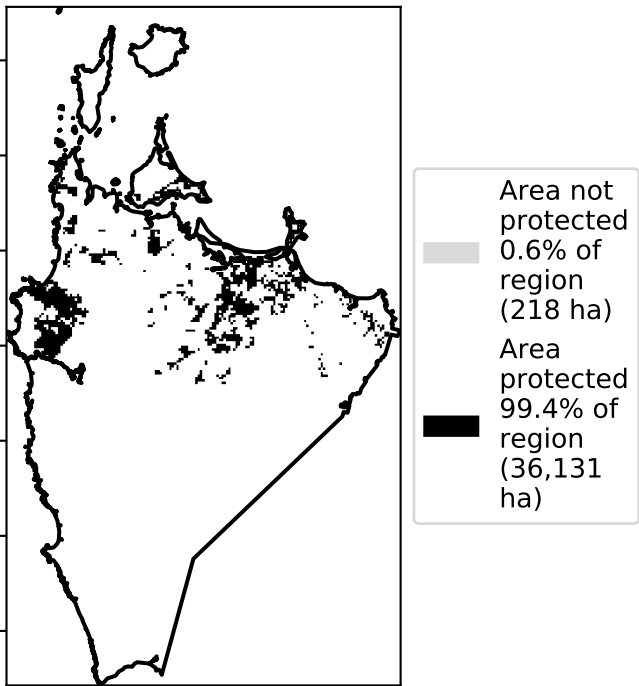 Area not
protected
0.6% of
region
(218 ha)
Area
protected
99.4% of
region
(36,131
ha)